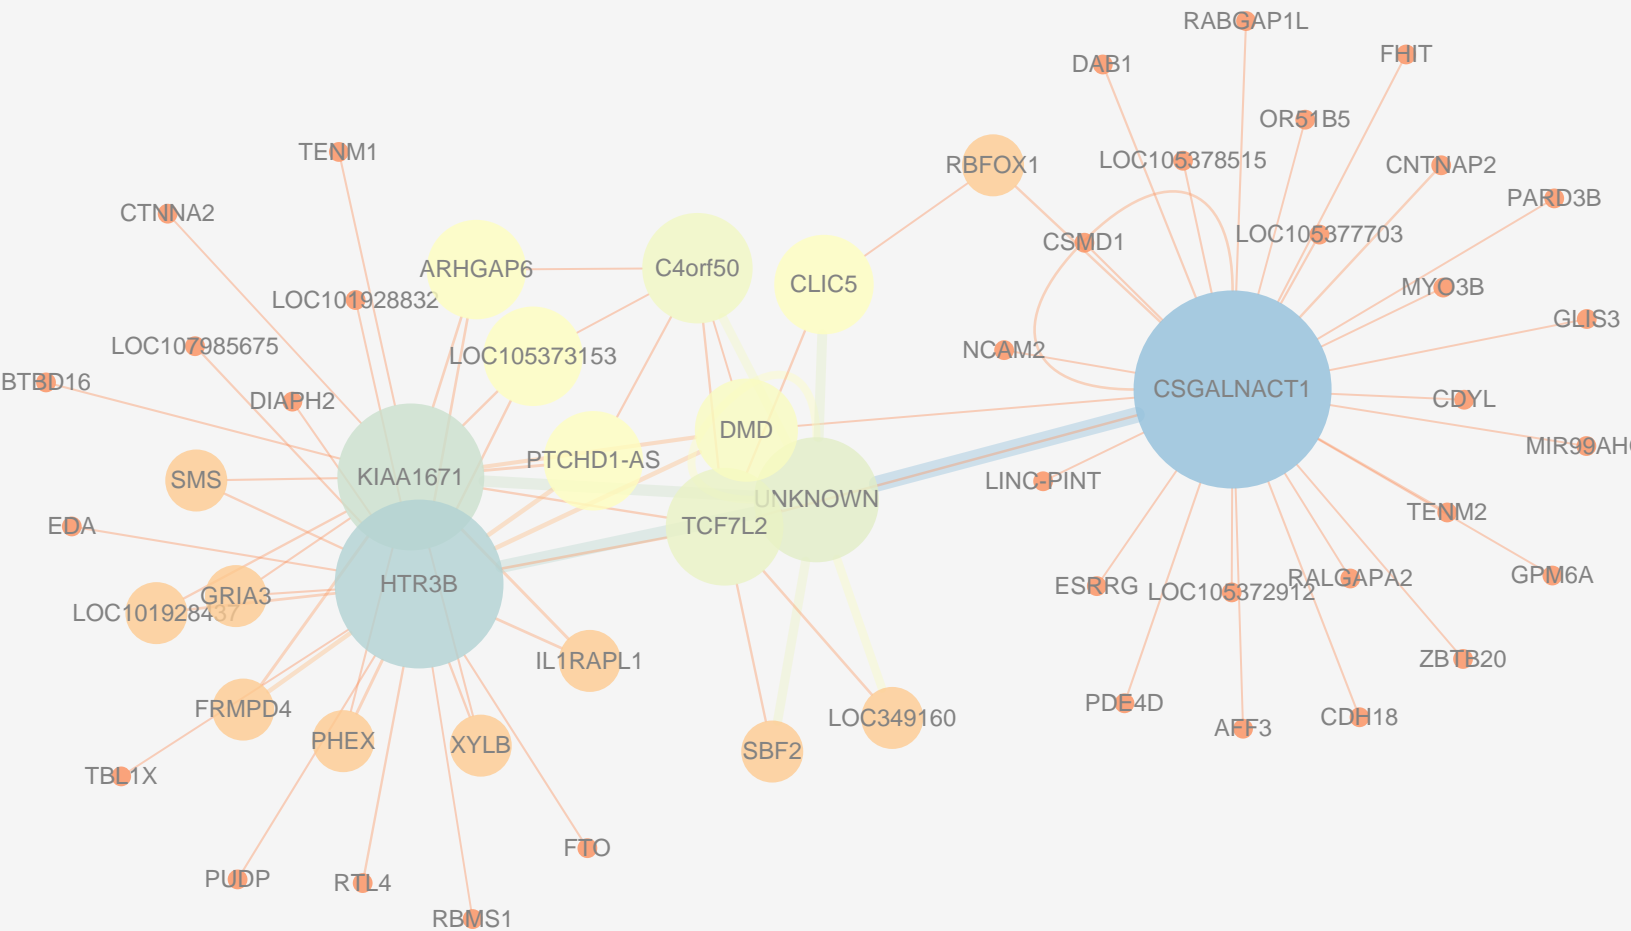 RABGAP1L
FHIT
DAB1
OR51B5
TENM1
RBFOX1
LOC105378515
CNTNAP2
PARD3B
CTNNA2
CSMD1
LOC105377703
ARHGAP6
C4orf50
CLIC5
MYO3B
LOC101928832
GLIS3
LOC107985675
LOC105373153
NCAM2
BTBD16
CSGALNACT1
DIAPH2
CDYL
DMD
MIR99AH
PTCHD1-AS
KIAA1671
SMS
LINC-PINT
UNKNOWN
TENM2
EDA
TCF7L2
GPM6A
HTR3B
ESRRG
RALGAPA2
LOC105372912
GRIA3
LOC101928437
IL1RAPL1
ZBTB20
PDE4D
FRMPD4
LOC349160
CDH18
AFF3
PHEX
XYLB
SBF2
TBL1X
FTO
PUDP
RTL4
RBMS1